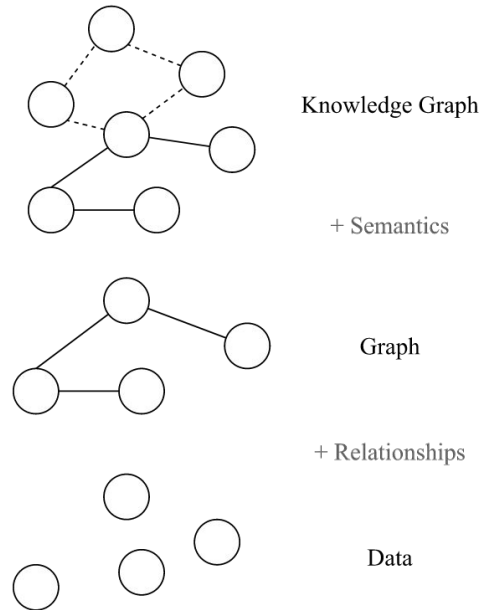 Knowledge Graph
+ Semantics
Graph
+ Relationships
Data